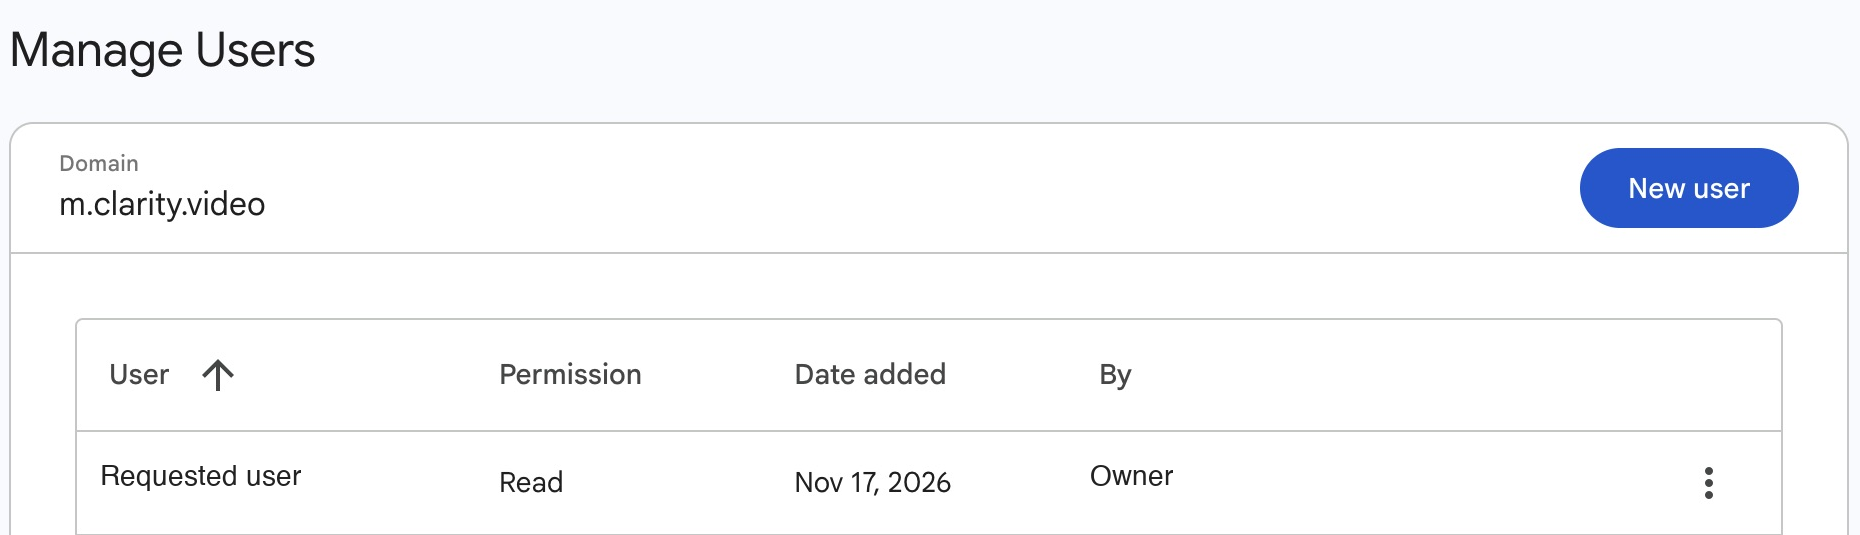 Manage Users
Domain
m.clarity.video
New user
User Permission Date added By
Requested user Read Nov 17, 2026 Owner